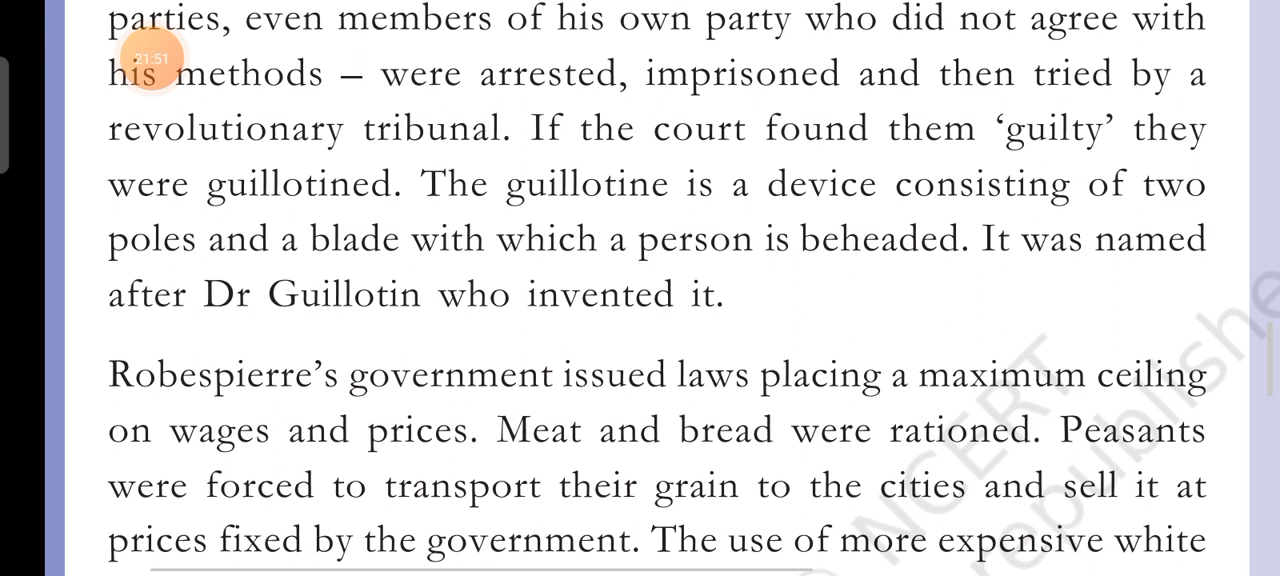 parties, even members of his own party who did not agree with
21:51
his methods – were arrested, imprisoned and then tried by a
revolutionary tribunal. If the court found them ‘guilty’ they
were guillotined. The guillotine is a device consisting of two
poles and a blade with which a person is beheaded. It was named
after Dr Guillotin who invented it.
Robespierre’s government issued laws placing a maximum ceiling
on wages and prices. Meat and bread were rationed. Peasants
were forced to transport their grain to the cities and sell it at
prices fixed by the government. The use of more expensive white
© NCERT
republishe